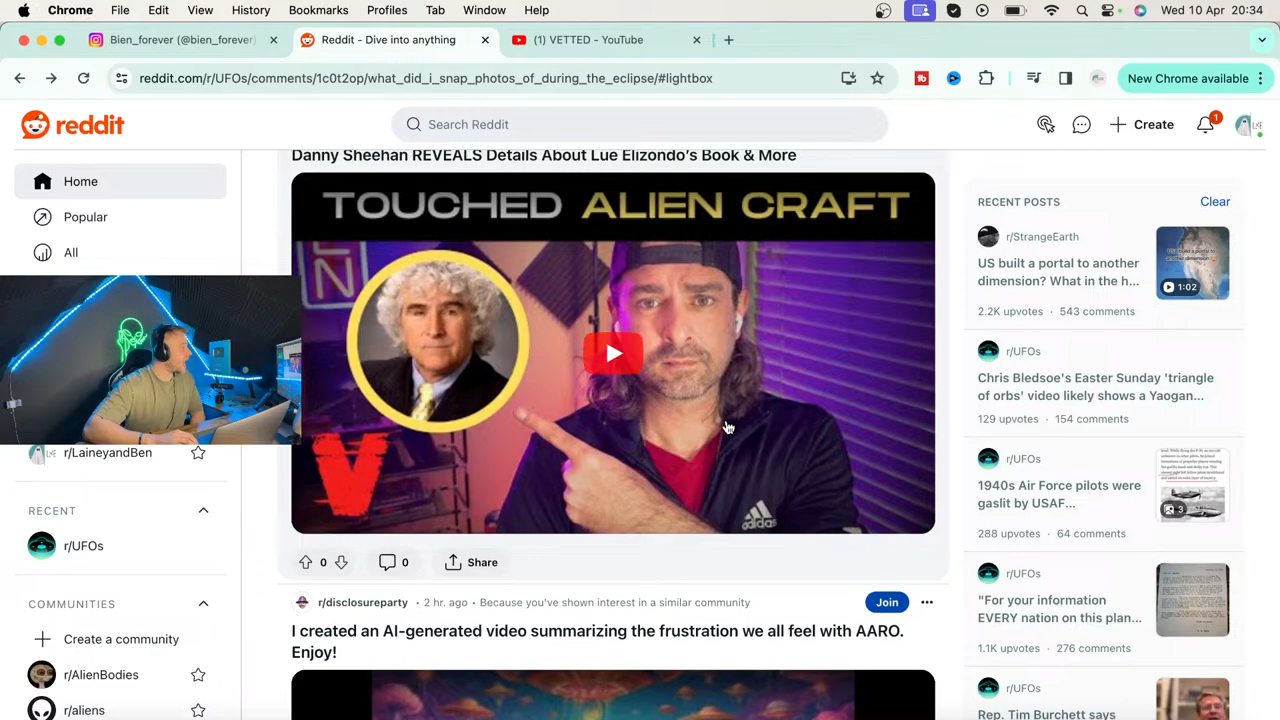 Chrome File Edit View History Bookmarks Profiles Tab Window Help Wed 10 Apr 20:34
Bien_forever (@bien_forever) Reddit - Dive into anything (1) VETTED - YouTube
reddit.com/r/UFOs/comments/1c0t2op/what_did_i_snap_photos_of_during_the_eclipse/#lightbox New Chrome available
reddit Search Reddit Create 1
Home
Popular
All
r/LaineyandBen
RECENT
r/UFOs
COMMUNITIES
Create a community
r/AlienBodies
r/aliens
Danny Sheehan REVEALS Details About Lue Elizondo's Book & More
TOUCHED ALIEN CRAFT
V
adidas
0 0 Share
r/disclosureparty • 2 hr. ago • Because you've shown interest in a similar community Join
I created an AI-generated video summarizing the frustration we all feel with AARO.
Enjoy!
RECENT POSTS Clear
r/StrangeEarth
US built a portal to another
dimension? What in the h...
1:02
2.2K upvotes · 543 comments
r/UFOs
Chris Bledsoe's Easter Sunday 'triangle
of orbs' video likely shows a Yaogan...
129 upvotes · 154 comments
r/UFOs
1940s Air Force pilots were
gaslit by USAF...
3
288 upvotes · 64 comments
r/UFOs
"For your information
EVERY nation on this plan...
1.1K upvotes · 276 comments
r/UFOs
Rep. Tim Burchett says